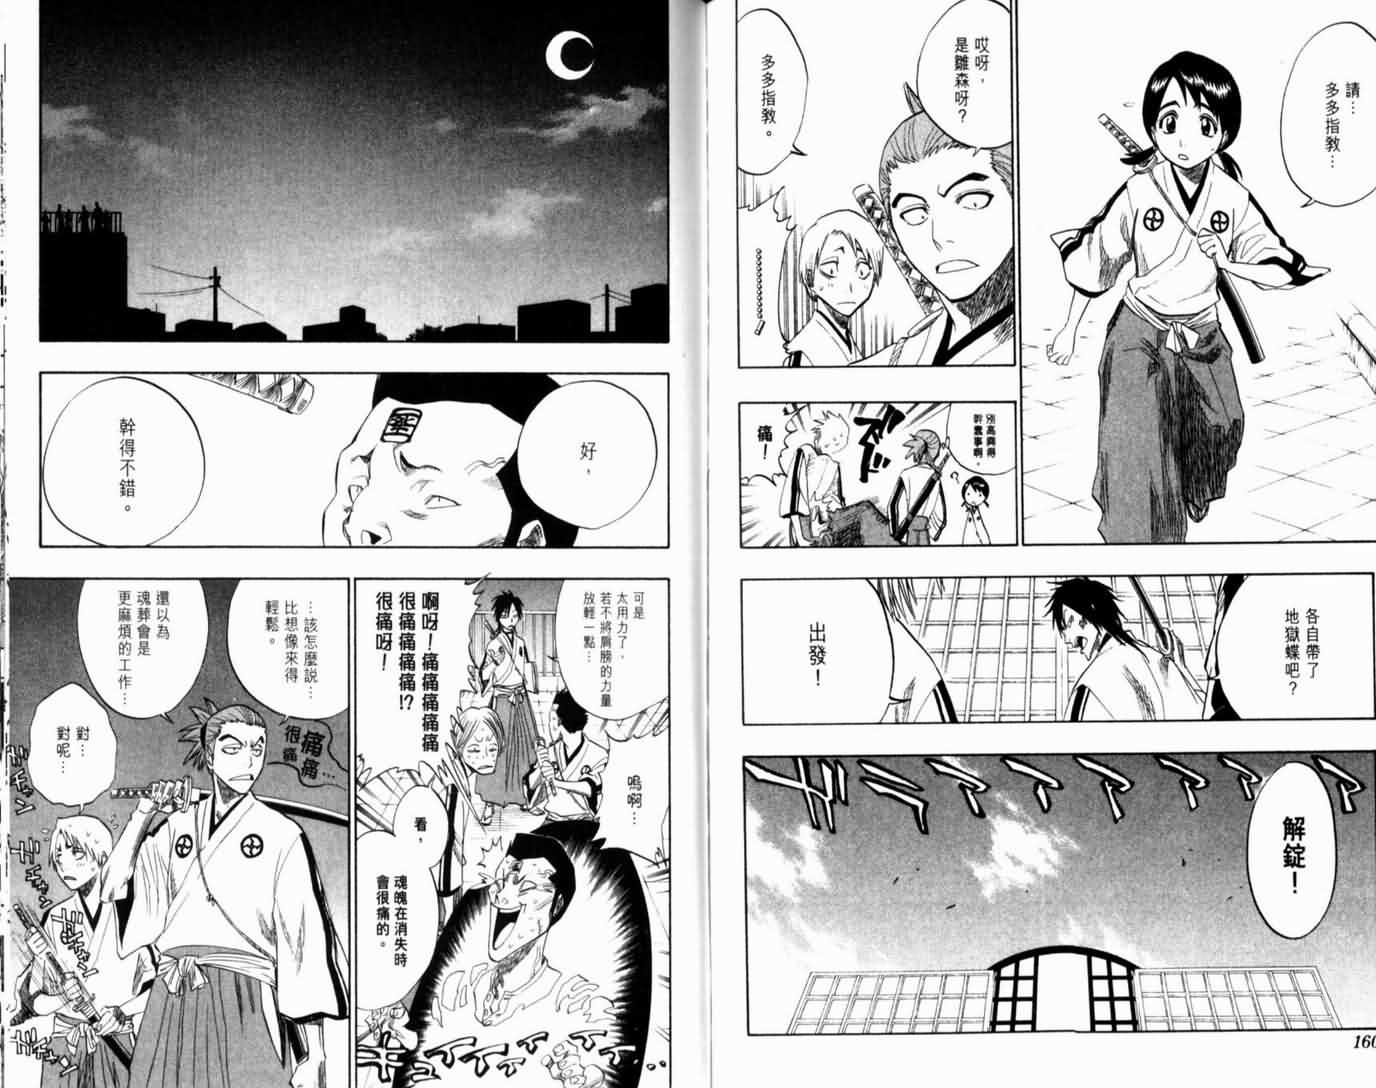 請…
多多指教…
哎呀，
是雛森呀？
多多指教。
別高興得
幹蠢事啊。
痛！
？
各自帶了
地獄蝶吧？
出發！
解錠！
160
好，
幹得不錯。
可是
太用力了，
若不將肩膀的力量
放輕一點…
啊呀！痛痛痛痛
很痛痛痛痛!?
很痛呀！
嗚啊…
看，
魂魄在消失時
會很痛的。
…該怎麼說…
比想像來得
輕鬆。
還以為
魂葬會是
更麻煩的工作…
痛痛…
很痛
對…
對呢…